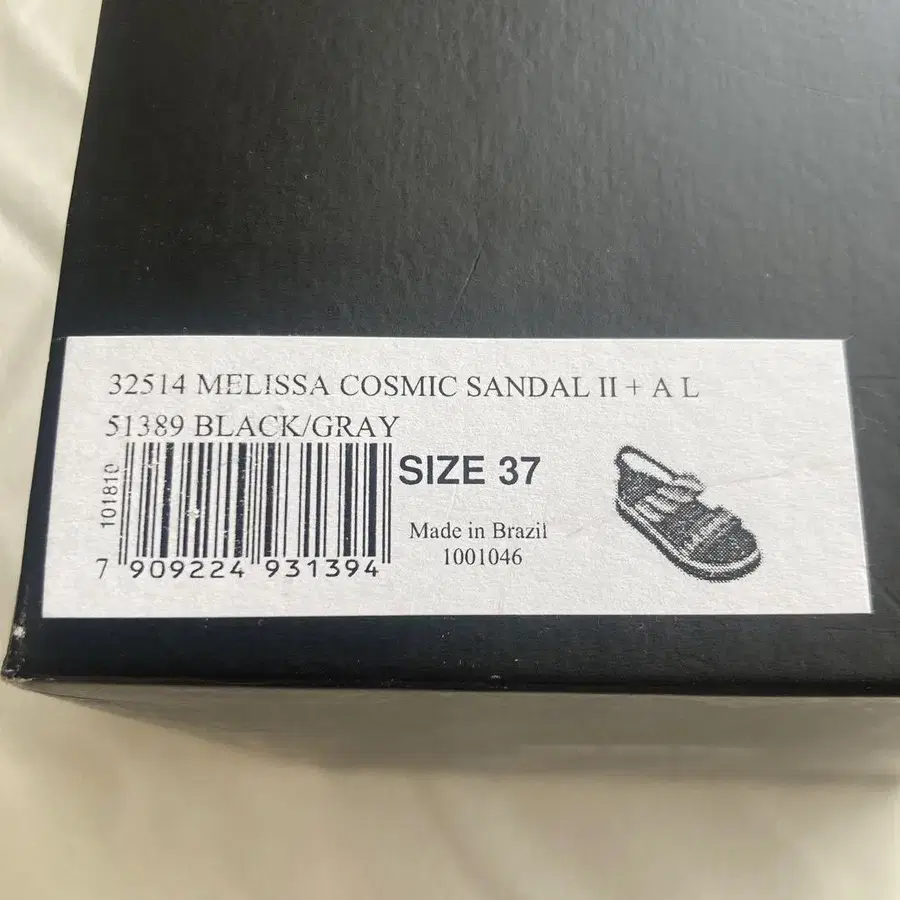 32514 MELISSA COSMIC SANDAL II + A L
51389 BLACK/GRAY
101810
SIZE 37
Made in Brazil
1001046
7 909224 931394